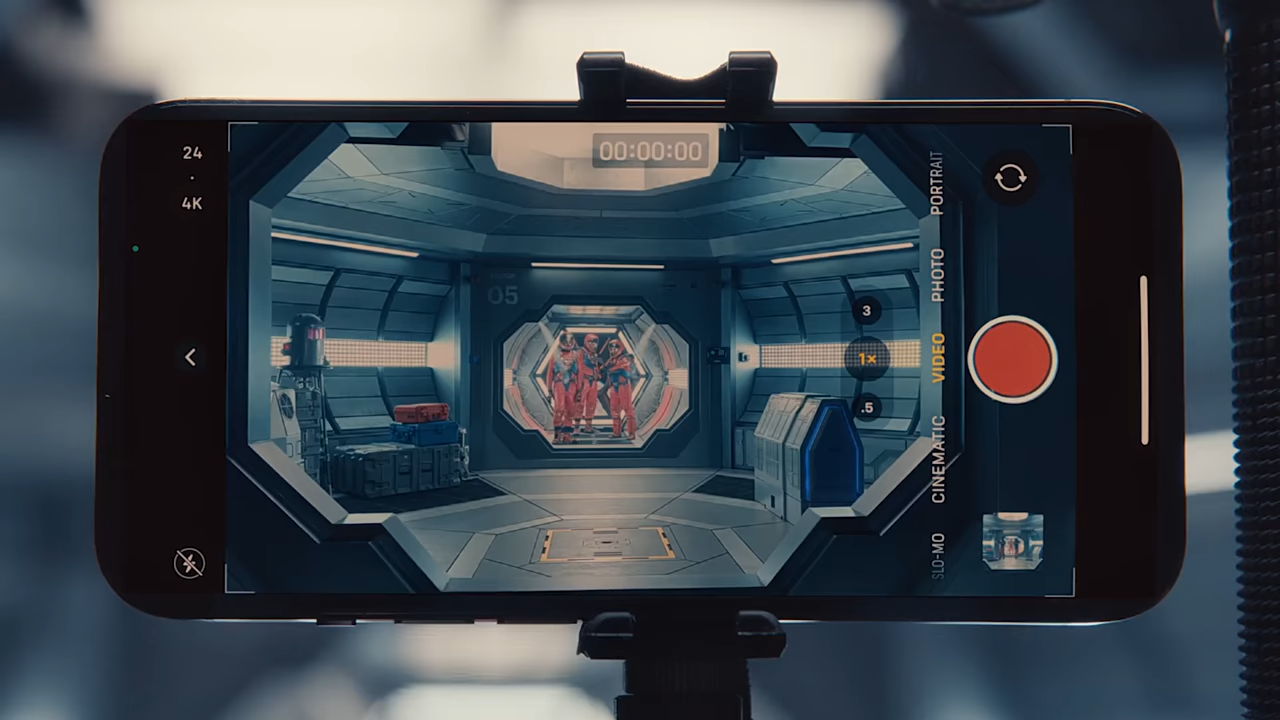 24
4K
00:00:00
05
3
1×
.5
PORTRAIT
PHOTO
VIDEO
CINEMATIC
SLO-MO